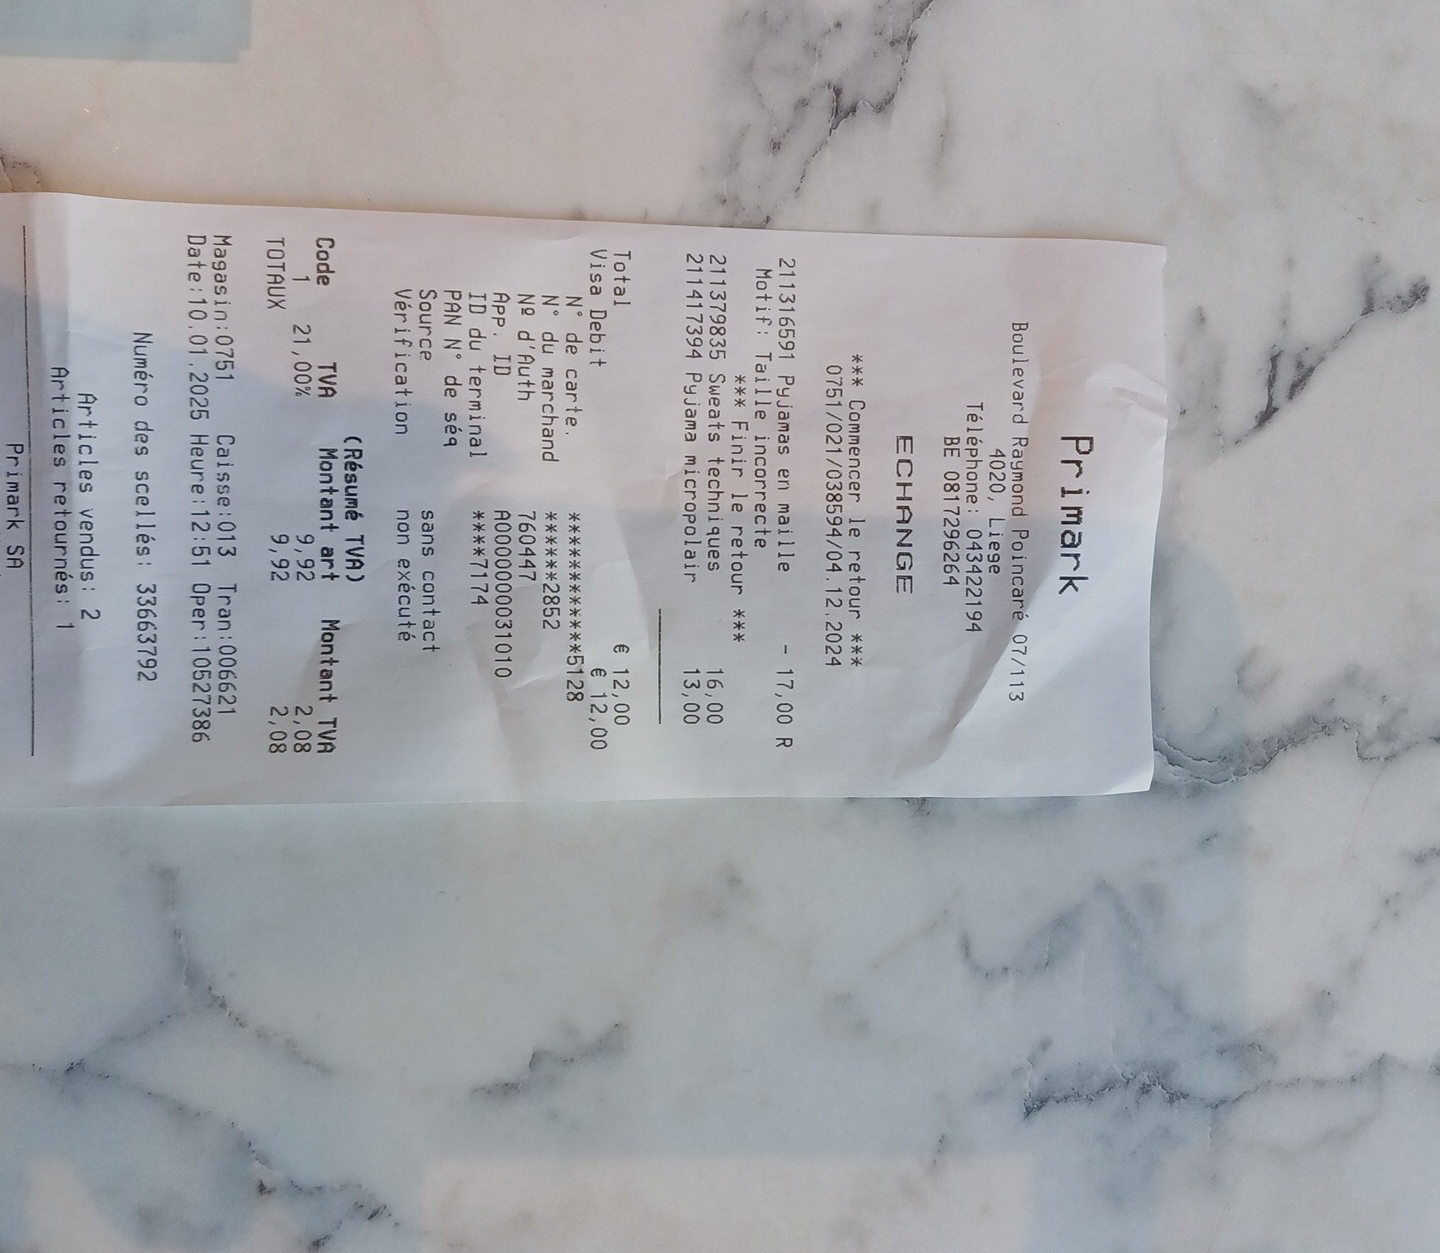 Primark
Boulevard Raymond Poincaré 07/113
4020, Liege
Téléphone: 043422194
BE 0817296264
ECHANGE
*** Commencer le retour ***
0751/021/038594/04.12.2024
211316591 Pyjamas en maille - 17,00 R
Motif: Taille incorrecte
*** Finir le retour ***
211379835 Sweats techniques 16,00
211417394 Pyjama micropolair 13,00
Total € 12,00
Visa Debit € 12,00
N° de carte. ************5128
N° du marchand ******2852
Nº d'Auth 760447
App. ID A0000000031010
ID du terminal ****7174
PAN N° de séq
Source sans contact
Vérification non exécuté
(Résumé TVA)
Code TVA Montant art Montant TVA
1 21,00% 9,92 2,08
TOTAUX 9,92 2,08
Magasin:0751 Caisse:013 Tran:006621
Date:10.01.2025 Heure:12:51 Oper:10527386
Numéro des scellés: 33663792
Articles vendus: 2
Articles retournés: 1
Primark SA